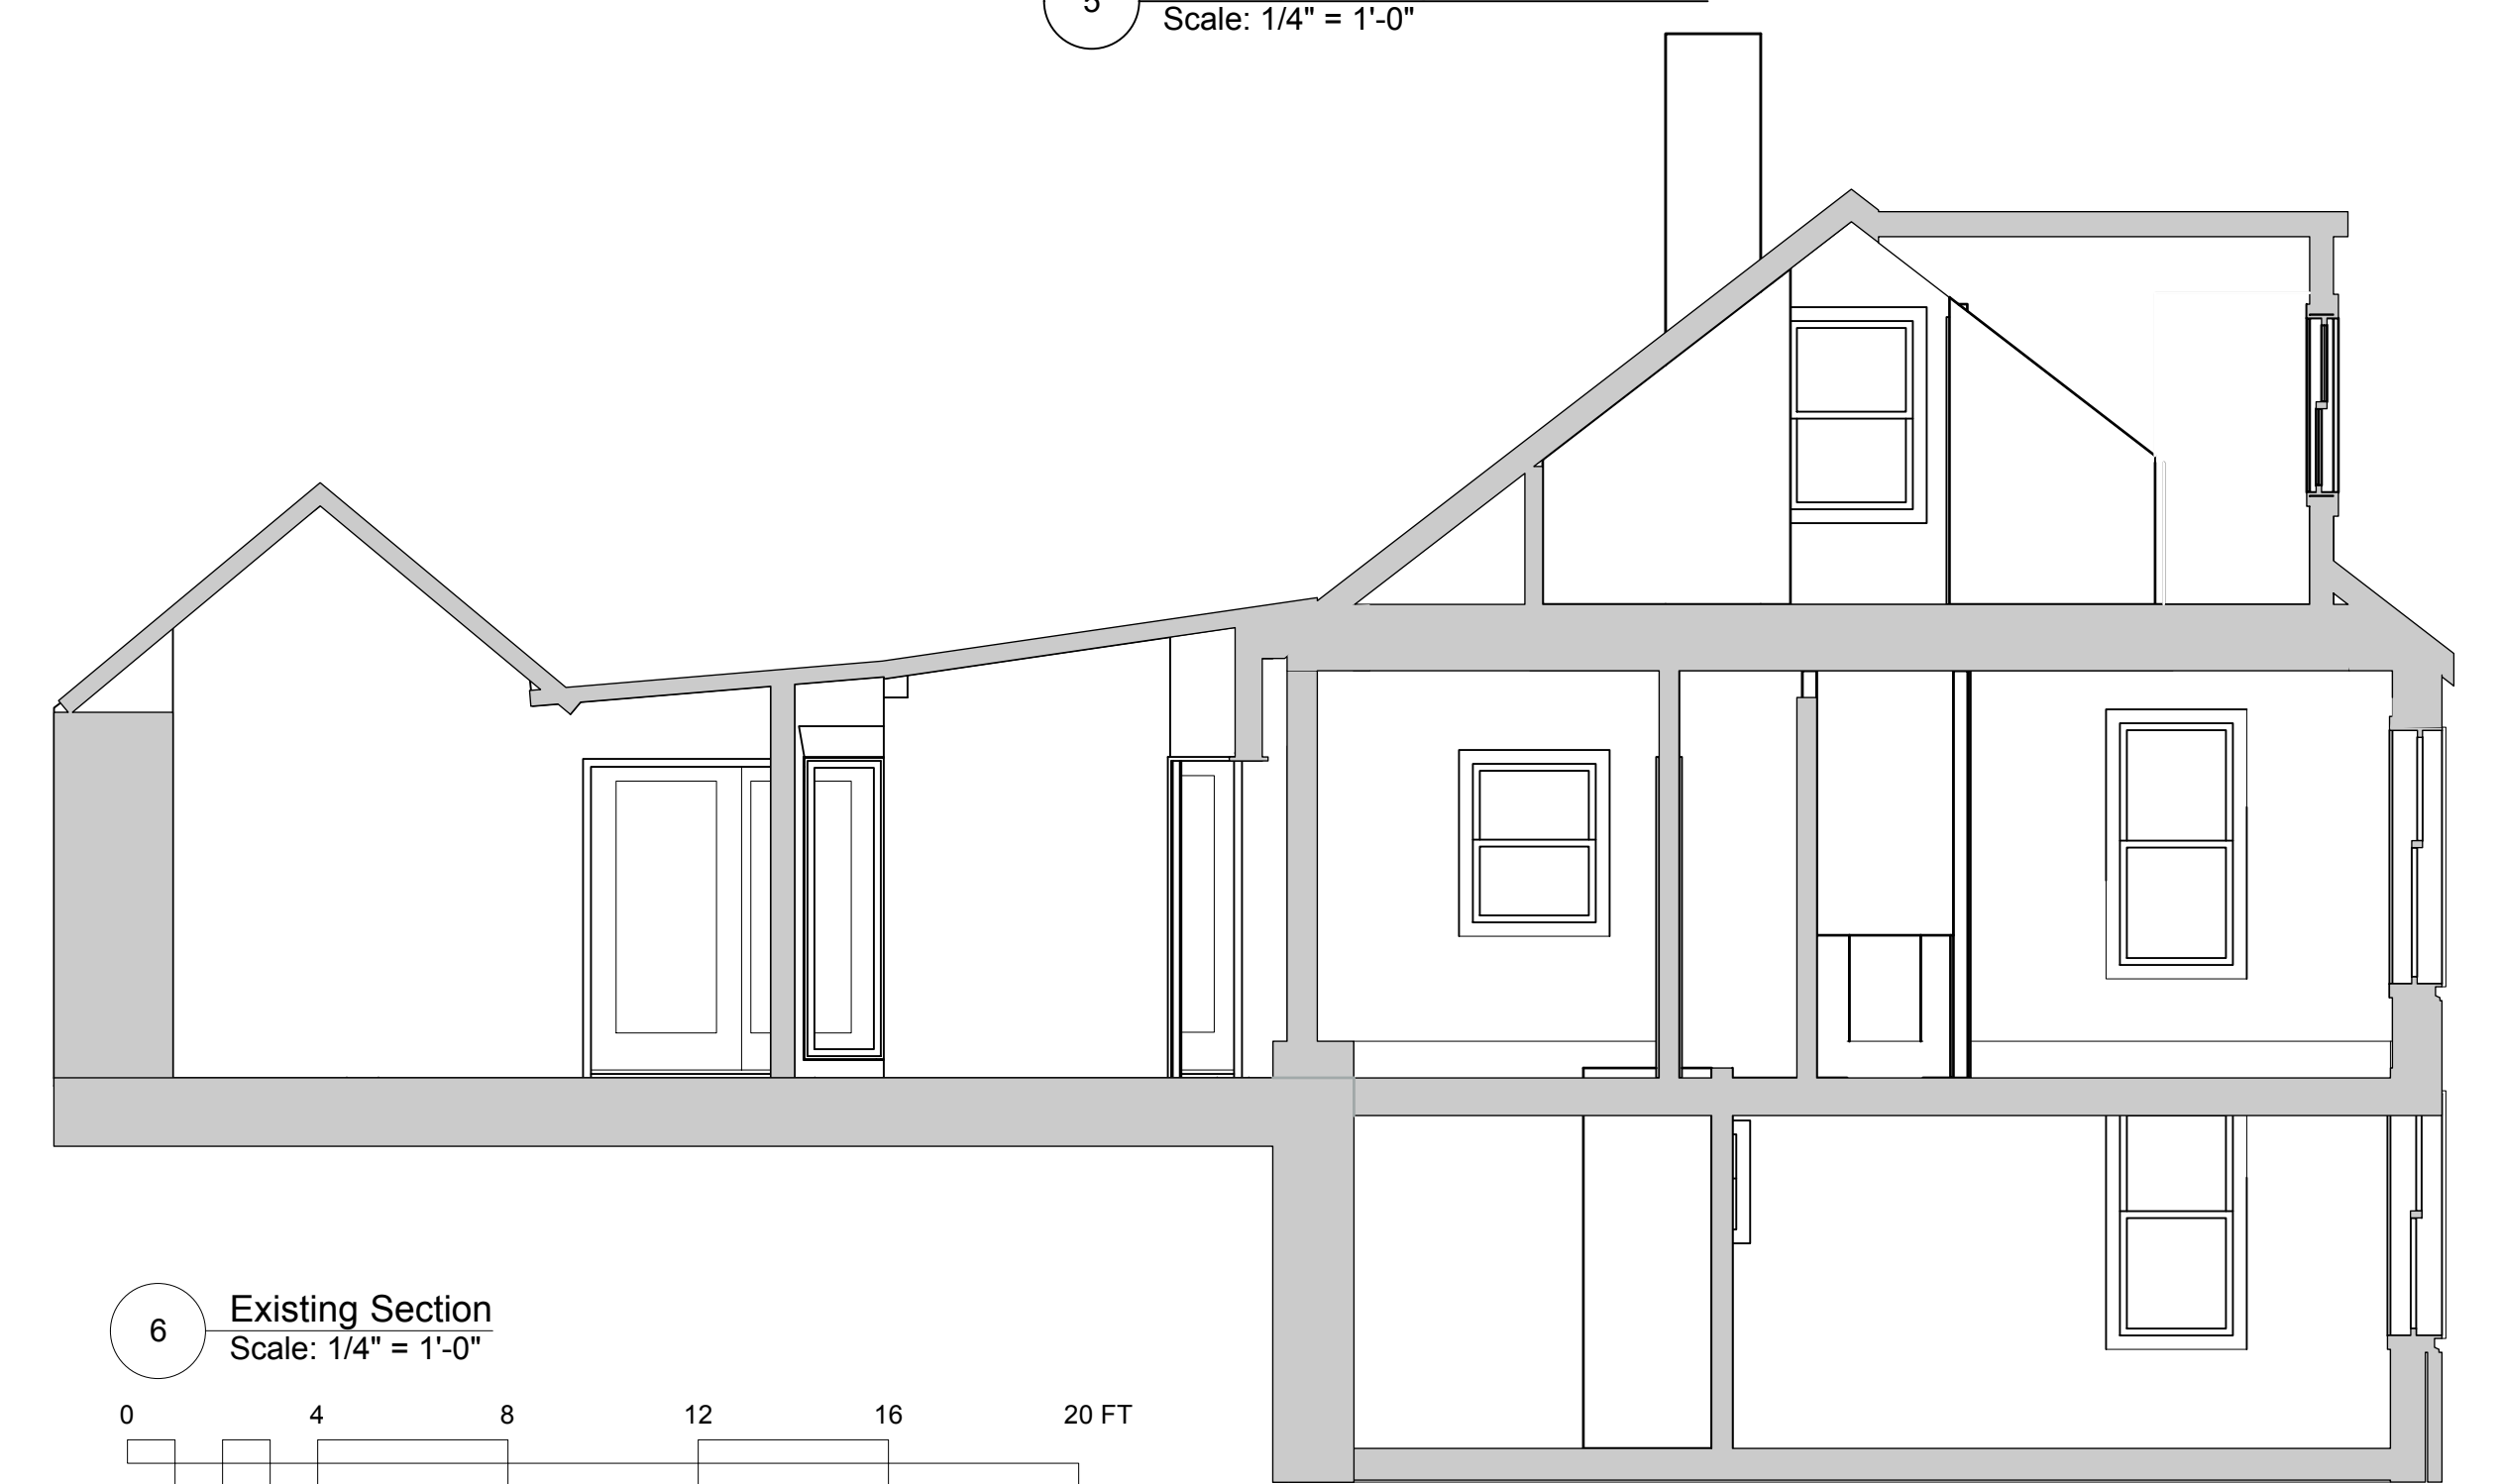 5
Scale: 1/4" = 1'-0"
6
Existing Section
Scale: 1/4" = 1'-0"
0 4 8 12 16 20 FT